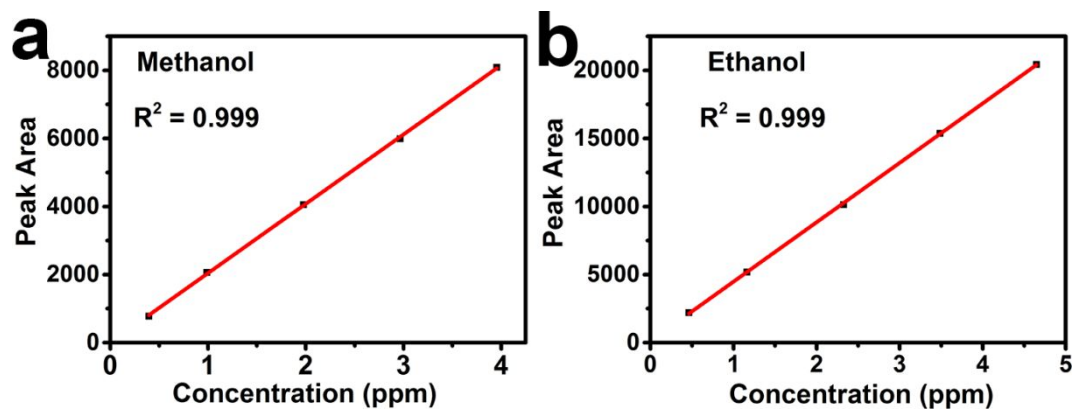 a
Methanol
R² = 0.999
Peak Area
8000
6000
4000
2000
0
0 1 2 3 4
Concentration (ppm)
b
Ethanol
R² = 0.999
Peak Area
20000
15000
10000
5000
0
0 1 2 3 4 5
Concentration (ppm)